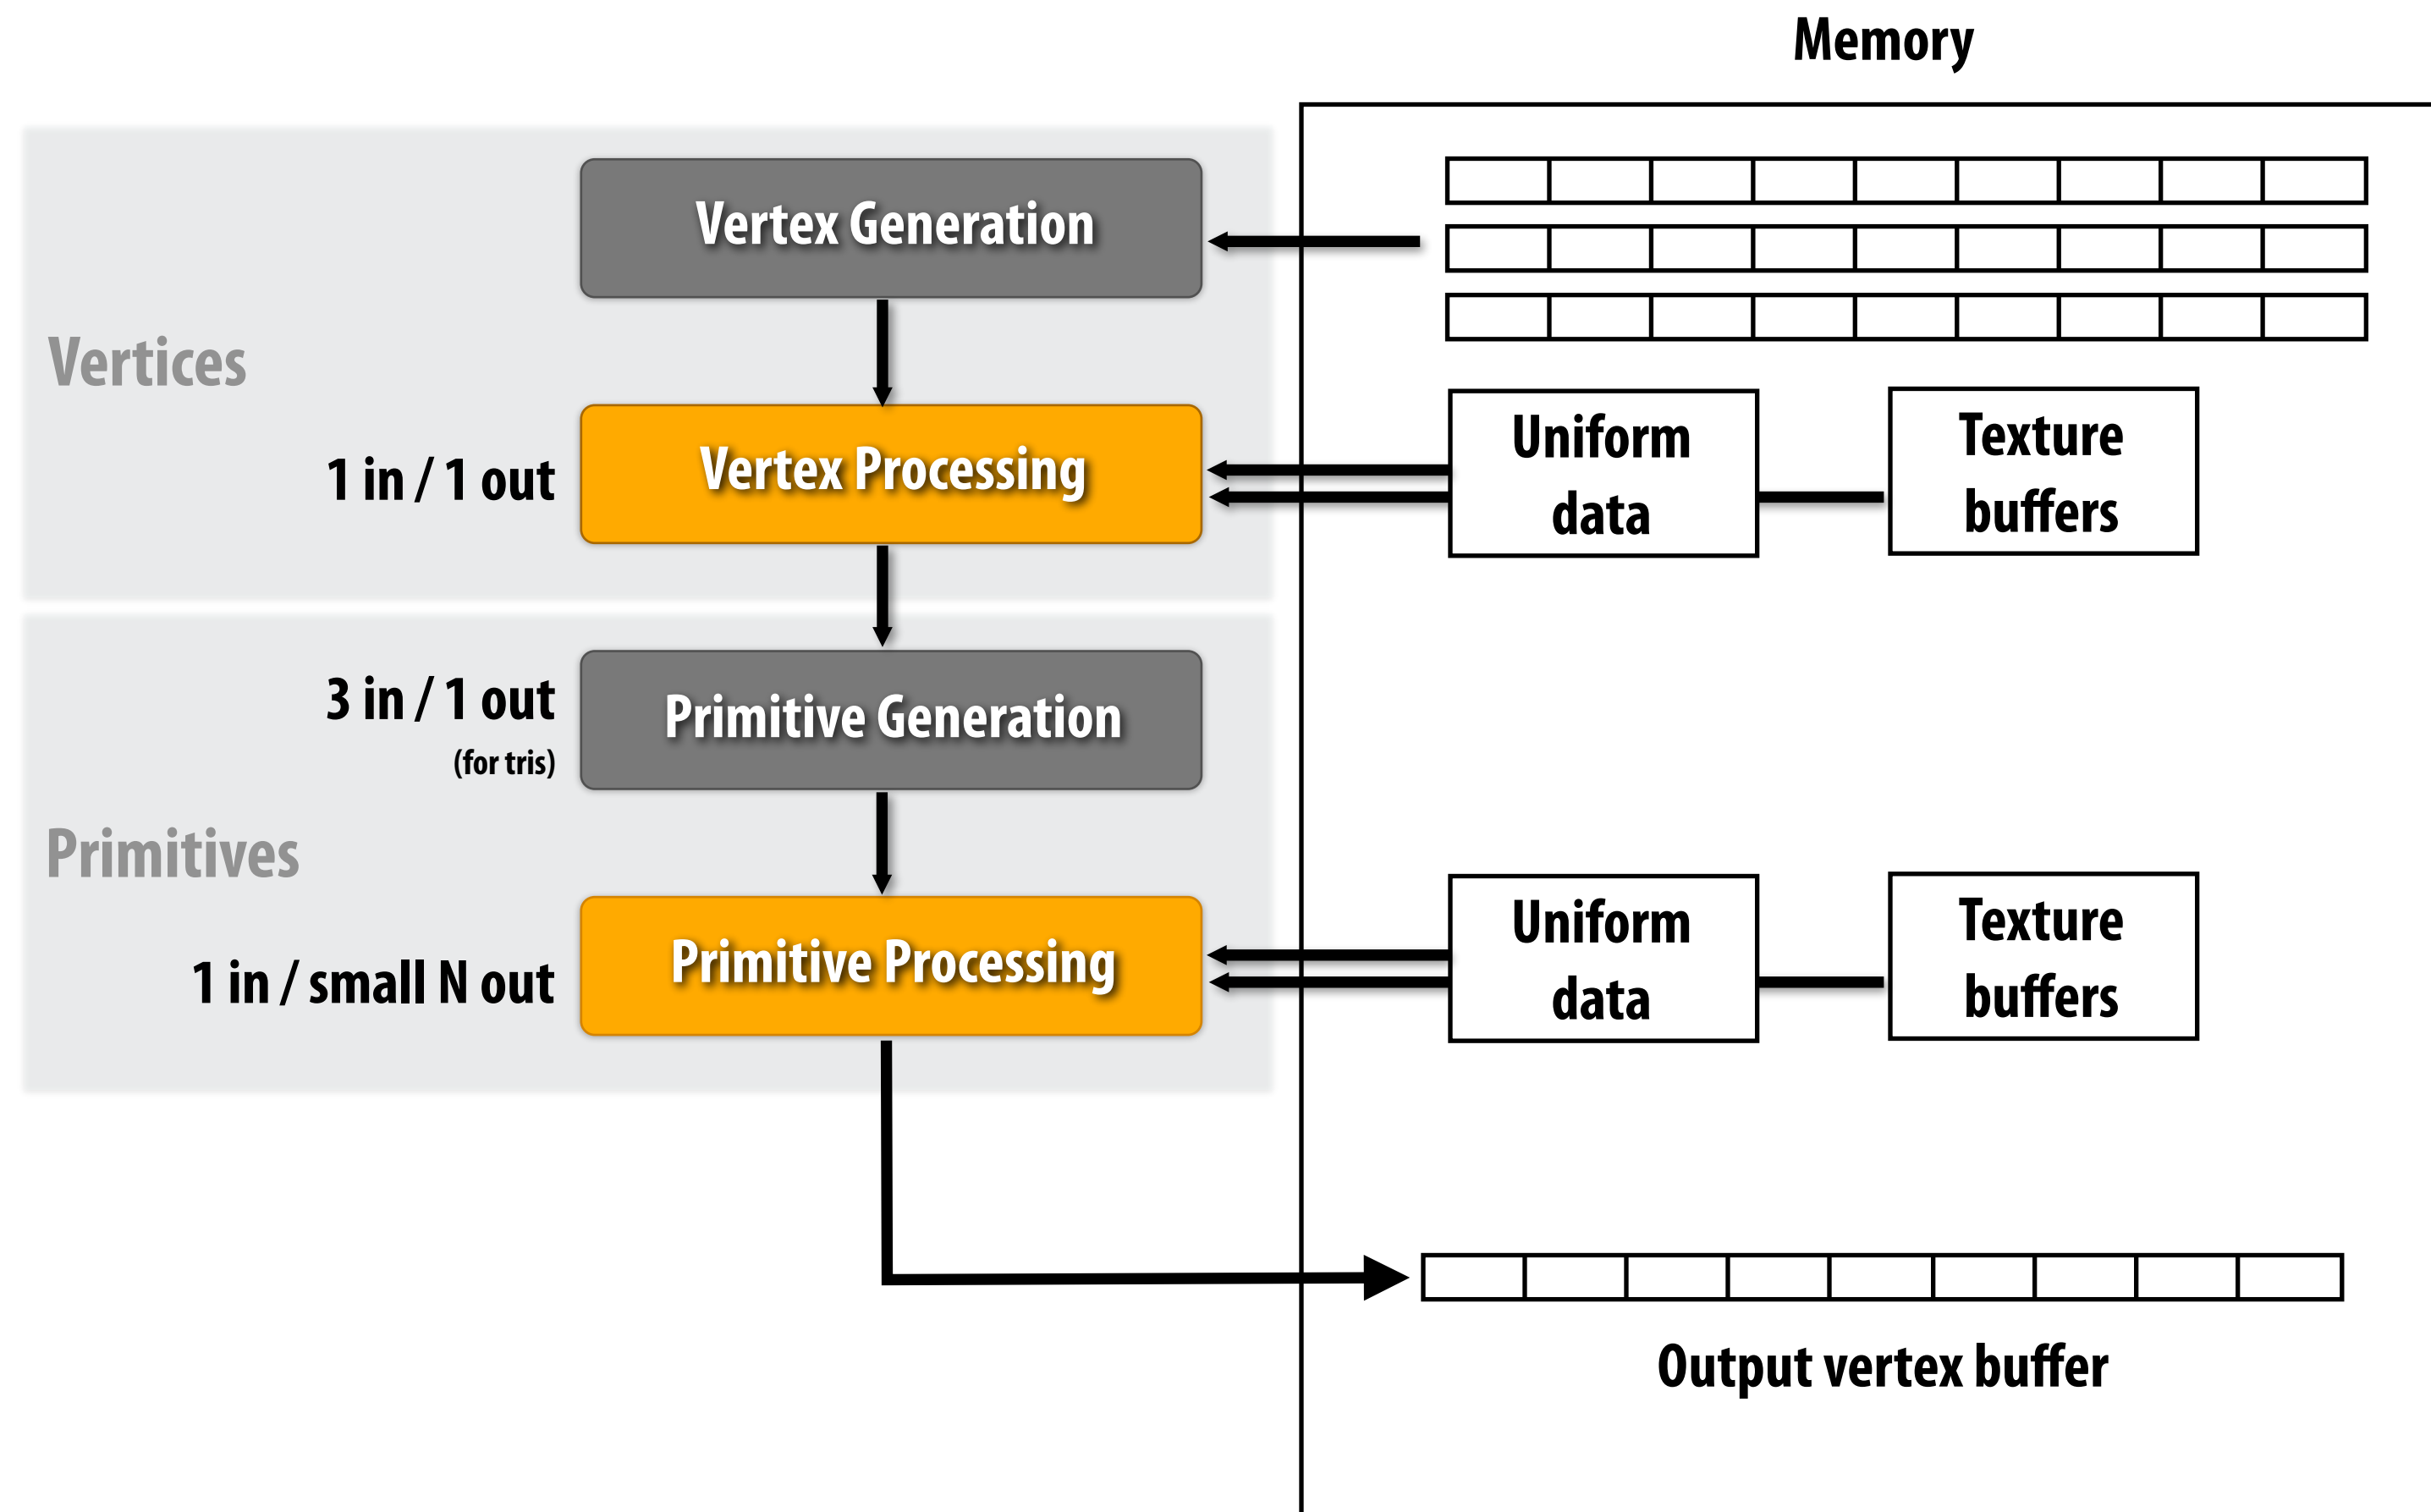 Memory
Vertex Generation
Vertices
1 in / 1 out
Vertex Processing
Uniform
data
Texture
buffers
3 in / 1 out
(for tris)
Primitive Generation
Primitives
1 in / small N out
Primitive Processing
Uniform
data
Texture
buffers
Output vertex buffer